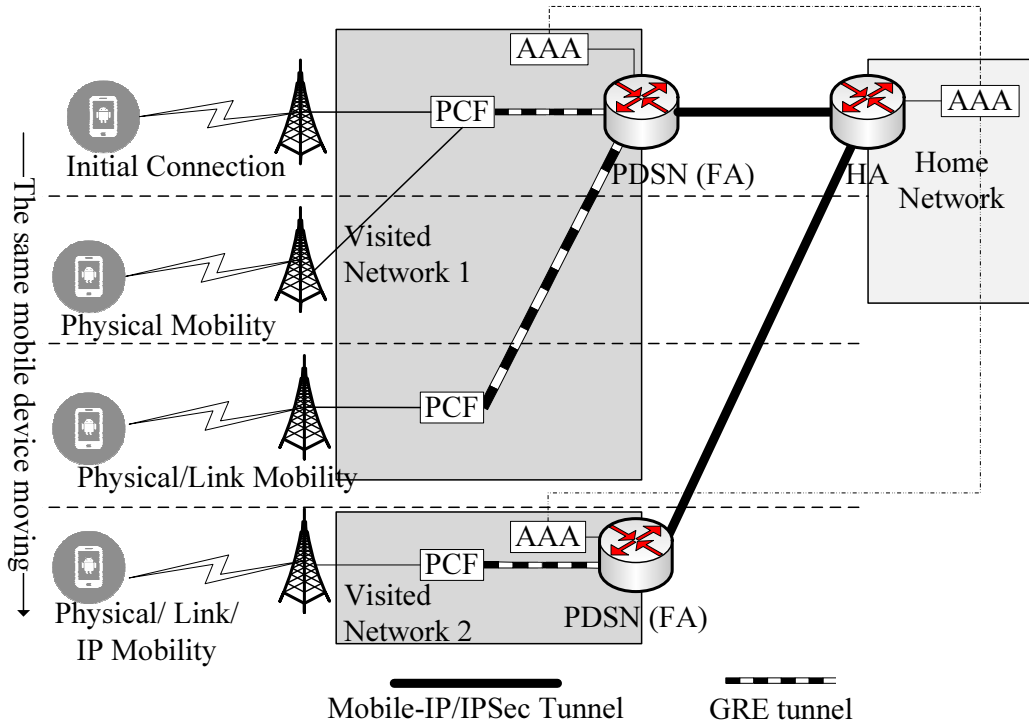 AAA
PCF
AAA
Initial Connection
PDSN (FA)
HA
Home
Network
Visited
Network 1
Physical Mobility
The same mobile device moving
PCF
Physical/Link Mobility
AAA
PCF
Visited
Network 2
PDSN (FA)
Physical/ Link/
IP Mobility
Mobile-IP/IPSec Tunnel
GRE tunnel